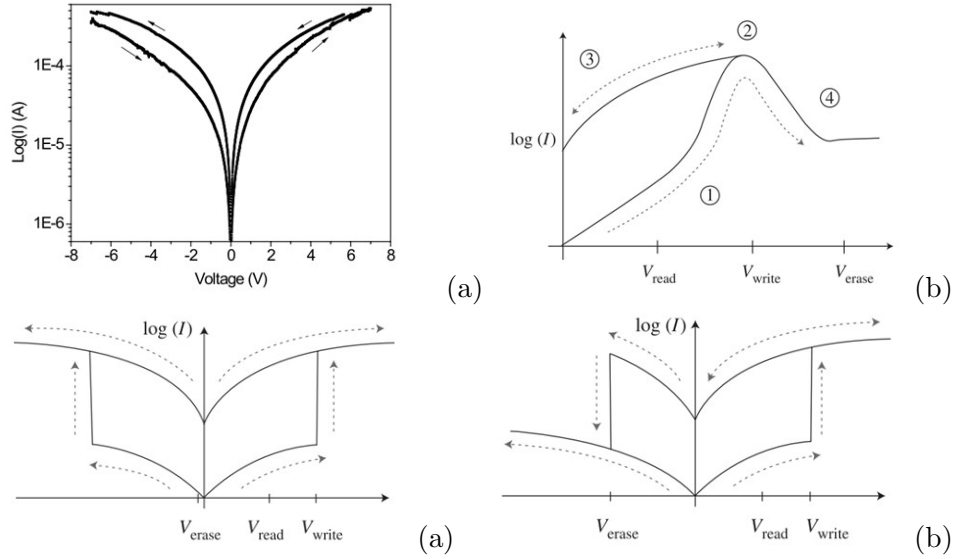 1E-4
1E-5
1E-6
Log(I) (A)
-8 -6 -4 -2 0 2 4 6 8
Voltage (V)
(a)
②
③
④
log (I)
①
V_read V_write V_erase
(b)
log (I)
V_erase V_read V_write
(a)
log (I)
V_erase V_read V_write
(b)